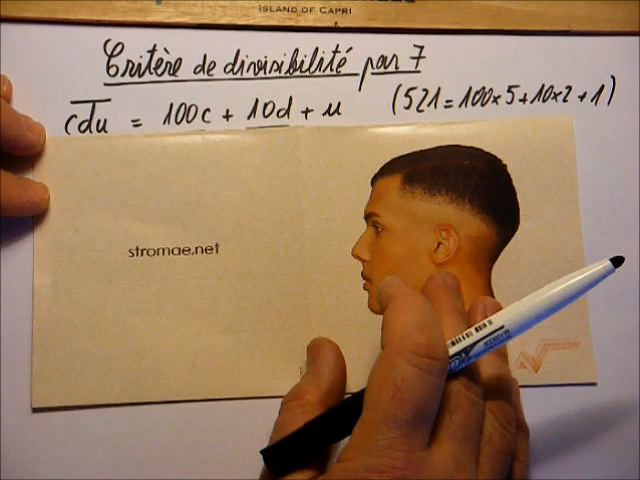 ISLAND OF CAPRI
Critère de divisibilité par 7
cdu = 100c + 10d + u (521 = 100×5 + 10×2 + 1)
stromae.net